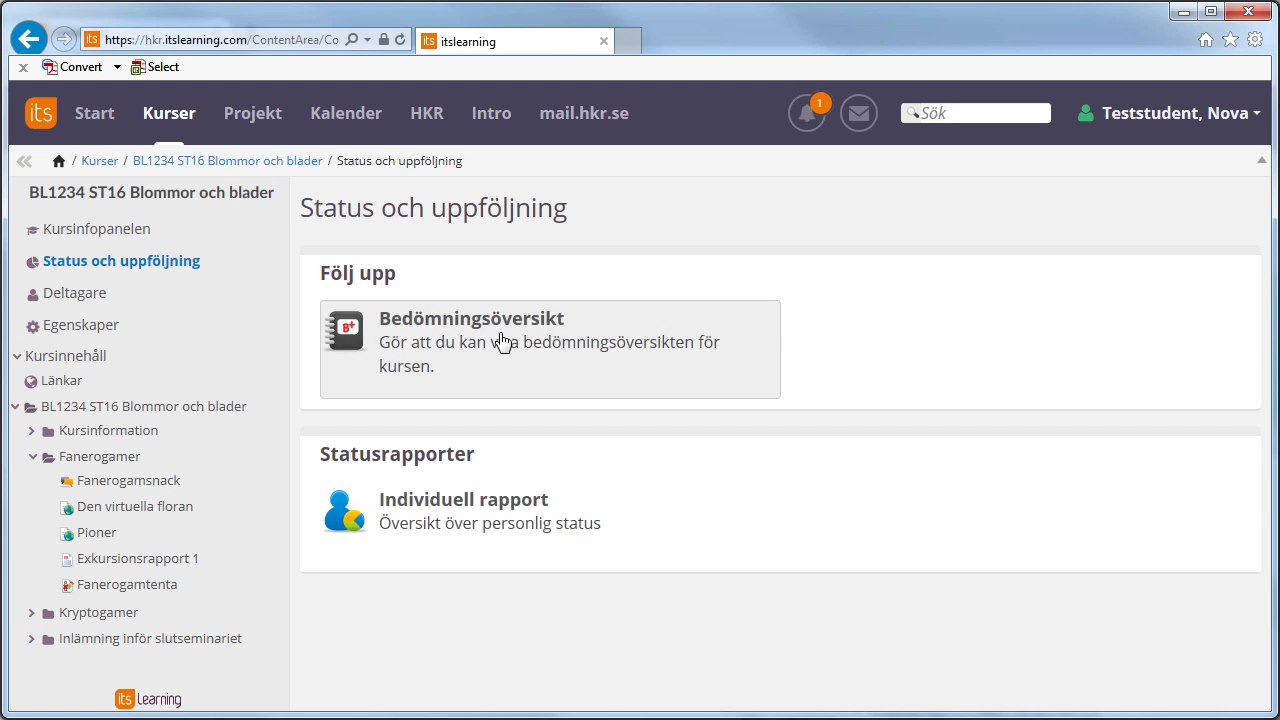 https://hkr.itslearning.com/ContentArea/Co
its itslearning
Convert Select
its Start Kurser Projekt Kalender HKR Intro mail.hkr.se 1 Sök Teststudent, Nova
/ Kurser / BL1234 ST16 Blommor och blader / Status och uppföljning
BL1234 ST16 Blommor och blader
Kursinfopanelen
Status och uppföljning
Deltagare
Egenskaper
Kursinnehåll
Länkar
BL1234 ST16 Blommor och blader
Kursinformation
Fanerogamer
Fanerogamsnack
Den virtuella floran
Pioner
Exkursionsrapport 1
Fanerogamtenta
Kryptogamer
Inlämning inför slutseminariet
its Learning
Status och uppföljning
Följ upp
B+
Bedömningsöversikt
Gör att du kan bedömningsöversikten för
kursen.
Statusrapporter
Individuell rapport
Översikt över personlig status